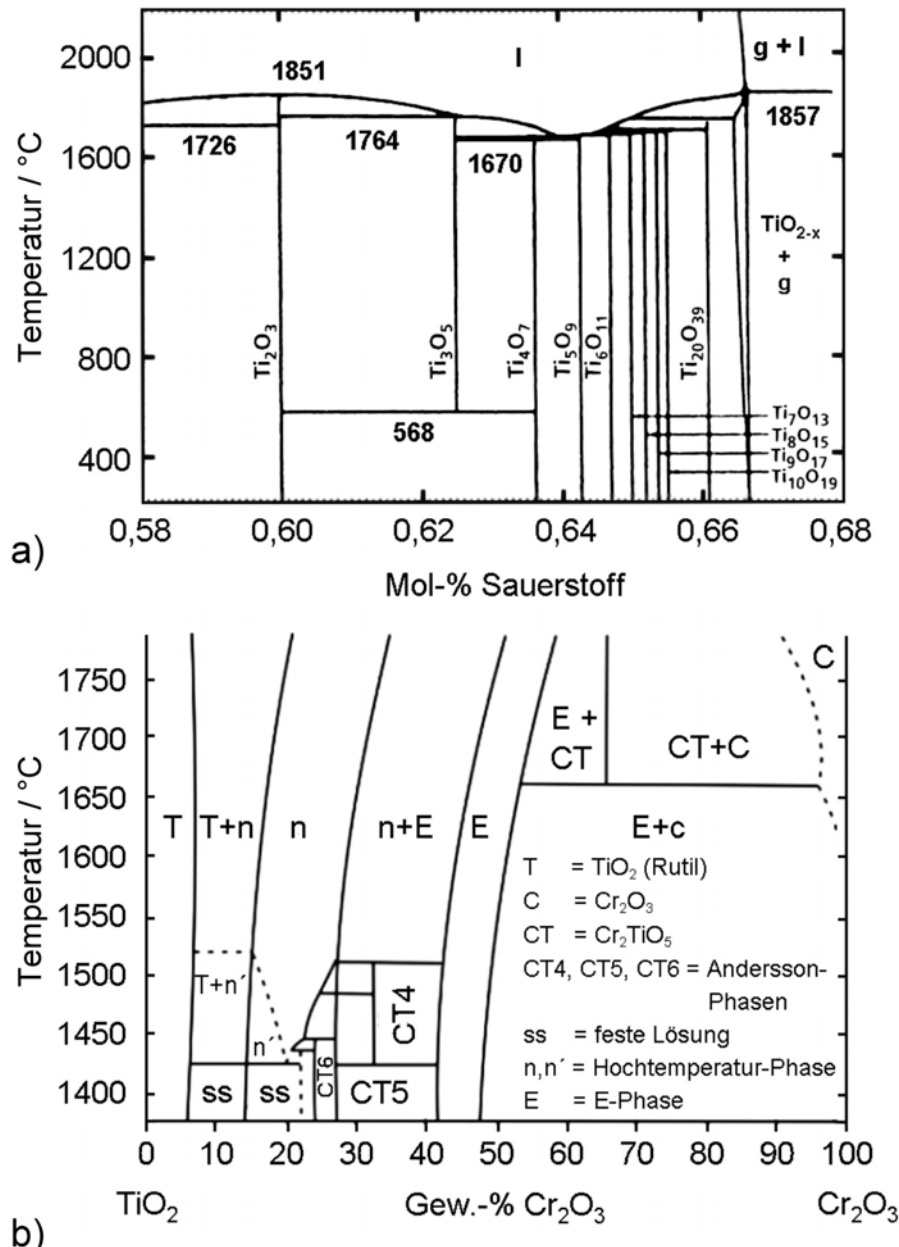 2000
1600
1200
800
400
Temperatur / °C
1851
l
g + l
1857
1726
1764
1670
TiO₂₋ₓ
+
g
Ti₂O₃
Ti₃O₅
Ti₄O₇
Ti₅O₉
Ti₆O₁₁
Ti₂₀O₃₉
568
Ti₇O₁₃
Ti₈O₁₅
Ti₉O₁₇
Ti₁₀O₁₉
0,58 0,60 0,62 0,64 0,66 0,68
a)
Mol-% Sauerstoff
1750
1700
1650
1600
1550
1500
1450
1400
Temperatur / °C
C
E +
CT
CT+C
T T+n n n+E E E+c
T = TiO₂ (Rutil)
C = Cr₂O₃
CT = Cr₂TiO₅
CT4, CT5, CT6 = Andersson-
Phasen
ss = feste Lösung
n,n´ = Hochtemperatur-Phase
E = E-Phase
T+n´
n´
CT4
CT6
ss ss CT5
0 10 20 30 40 50 60 70 80 90 100
TiO₂ Gew.-% Cr₂O₃ Cr₂O₃
b)